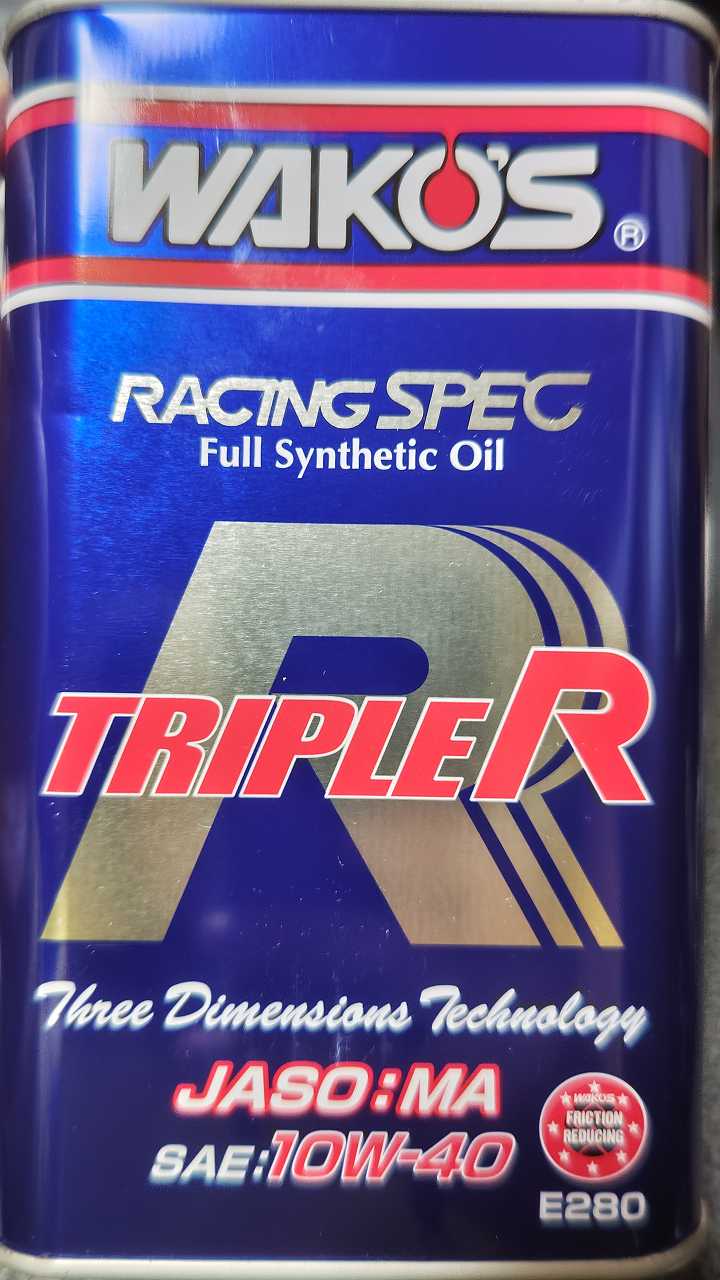 WAKO'S®
RACING SPEC
Full Synthetic Oil
R
TRIPLE R
Three Dimensions Technology
JASO:MA
SAE:10W-40
WAKO'S
FRICTION
REDUCING
E280